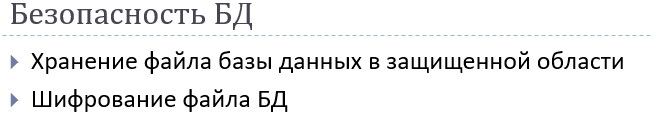 Безопасность БД
Хранение файла базы данных в защищенной области
Шифрование файла БД